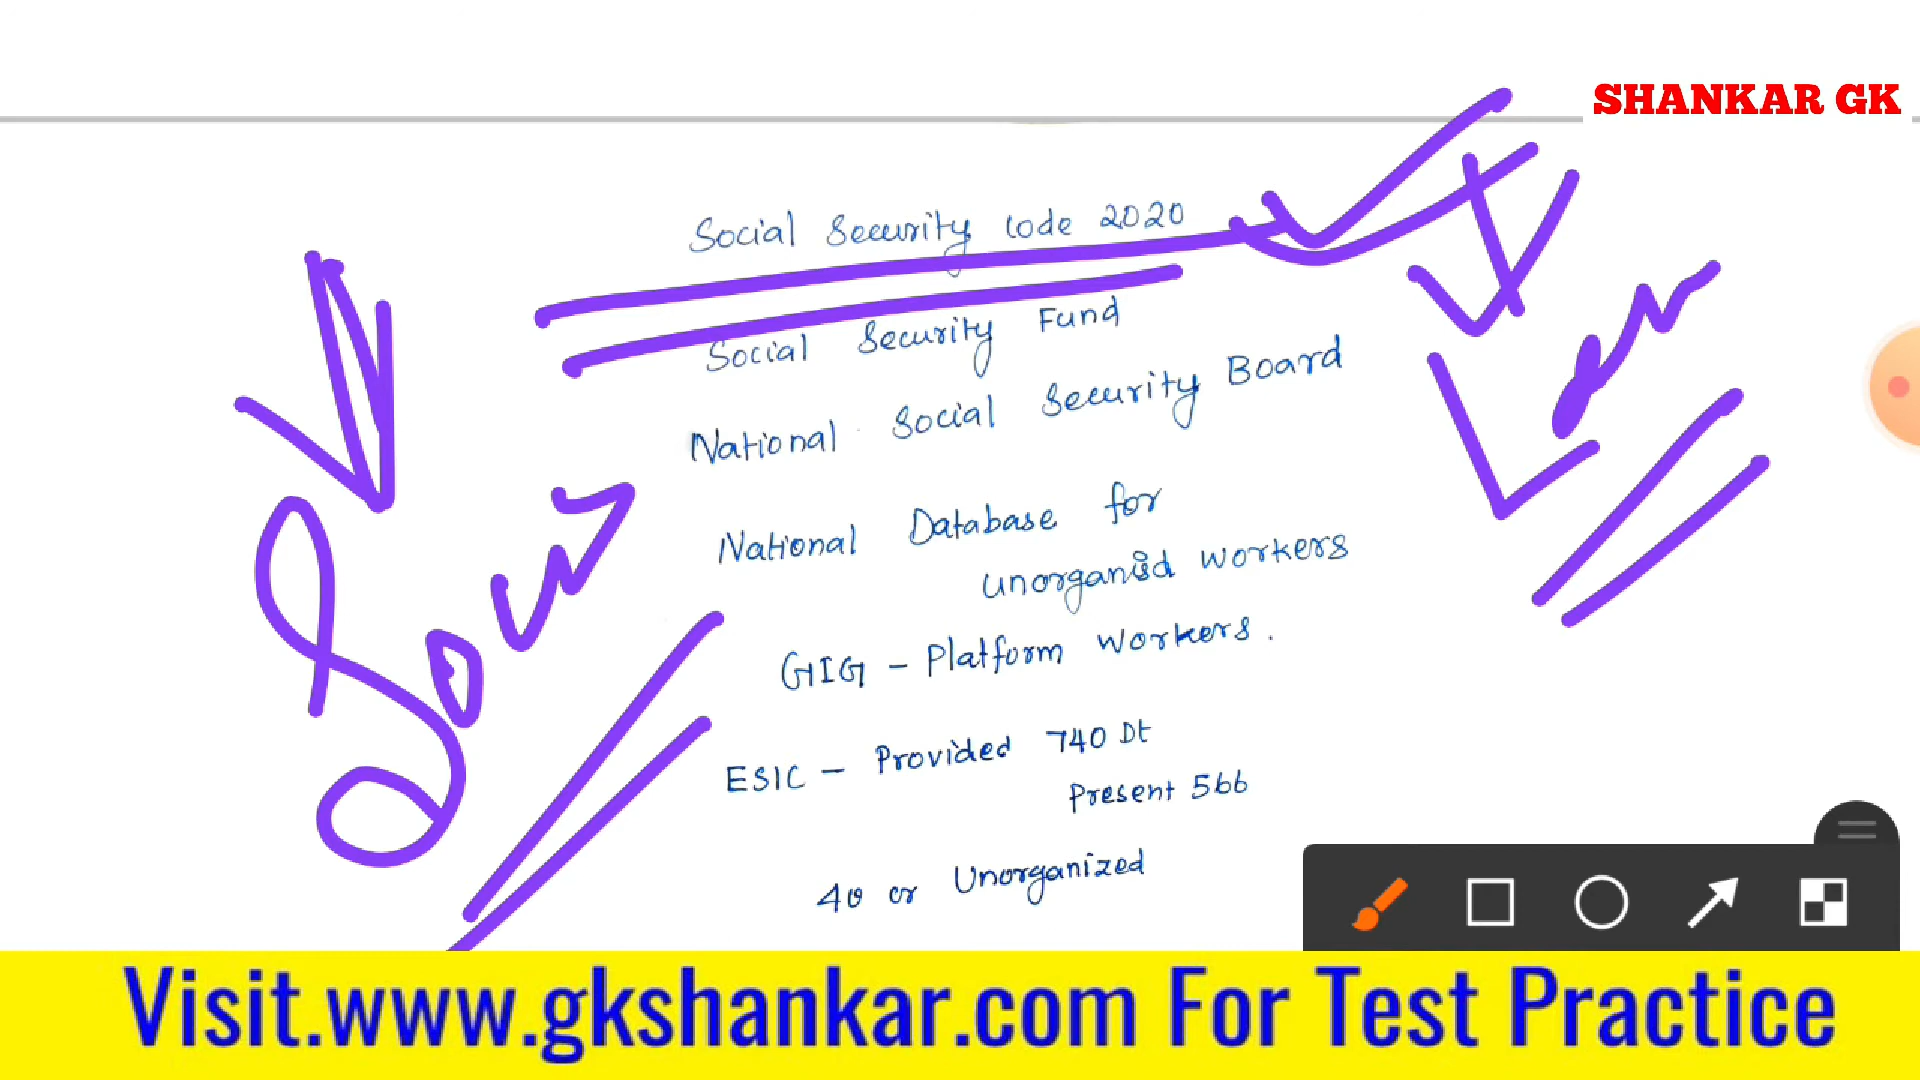 SHANKAR GK
Social Security Code 2020
Social Security Fund
National Social Security Board
National Database for
unorganised workers
GIG - Platform workers.
ESIC - Provided 740 Dt
Present 566
40 cr Unorganized
Visit.www.gkshankar.com For Test Practice